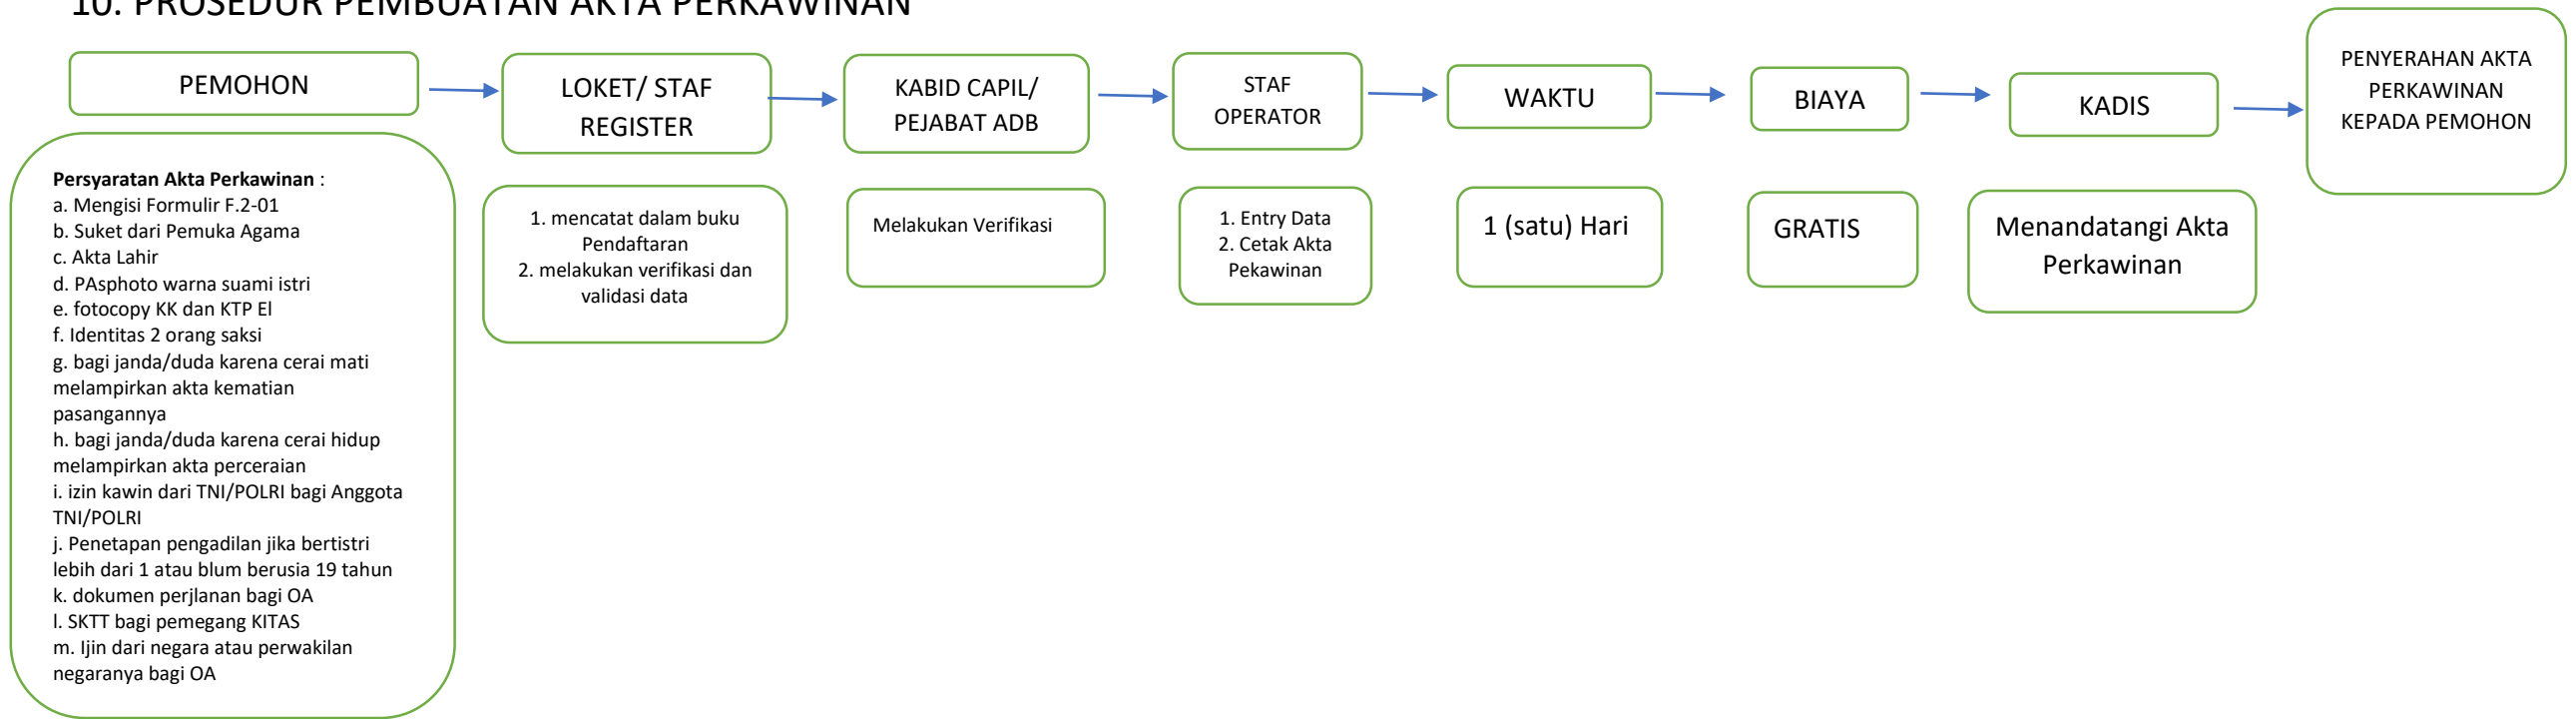 10. PROSEDUR PEMBUATAN AKTA PERKAWINAN
PEMOHON
LOKET/ STAF
REGISTER
KABID CAPIL/
PEJABAT ADB
STAF
OPERATOR
WAKTU
BIAYA
KADIS
PENYERAHAN AKTA
PERKAWINAN
KEPADA PEMOHON
Persyaratan Akta Perkawinan :
a. Mengisi Formulir F.2-01
b. Suket dari Pemuka Agama
c. Akta Lahir
d. PAsphoto warna suami istri
e. fotocopy KK dan KTP El
f. Identitas 2 orang saksi
g. bagi janda/duda karena cerai mati
melampirkan akta kematian
pasangannya
h. bagi janda/duda karena cerai hidup
melampirkan akta perceraian
i. izin kawin dari TNI/POLRI bagi Anggota
TNI/POLRI
j. Penetapan pengadilan jika bertistri
lebih dari 1 atau blum berusia 19 tahun
k. dokumen perjlanan bagi OA
l. SKTT bagi pemegang KITAS
m. Ijin dari negara atau perwakilan
negaranya bagi OA
1. mencatat dalam buku
Pendaftaran
2. melakukan verifikasi dan
validasi data
Melakukan Verifikasi
1. Entry Data
2. Cetak Akta
Pekawinan
1 (satu) Hari
GRATIS
Menandatangi Akta
Perkawinan